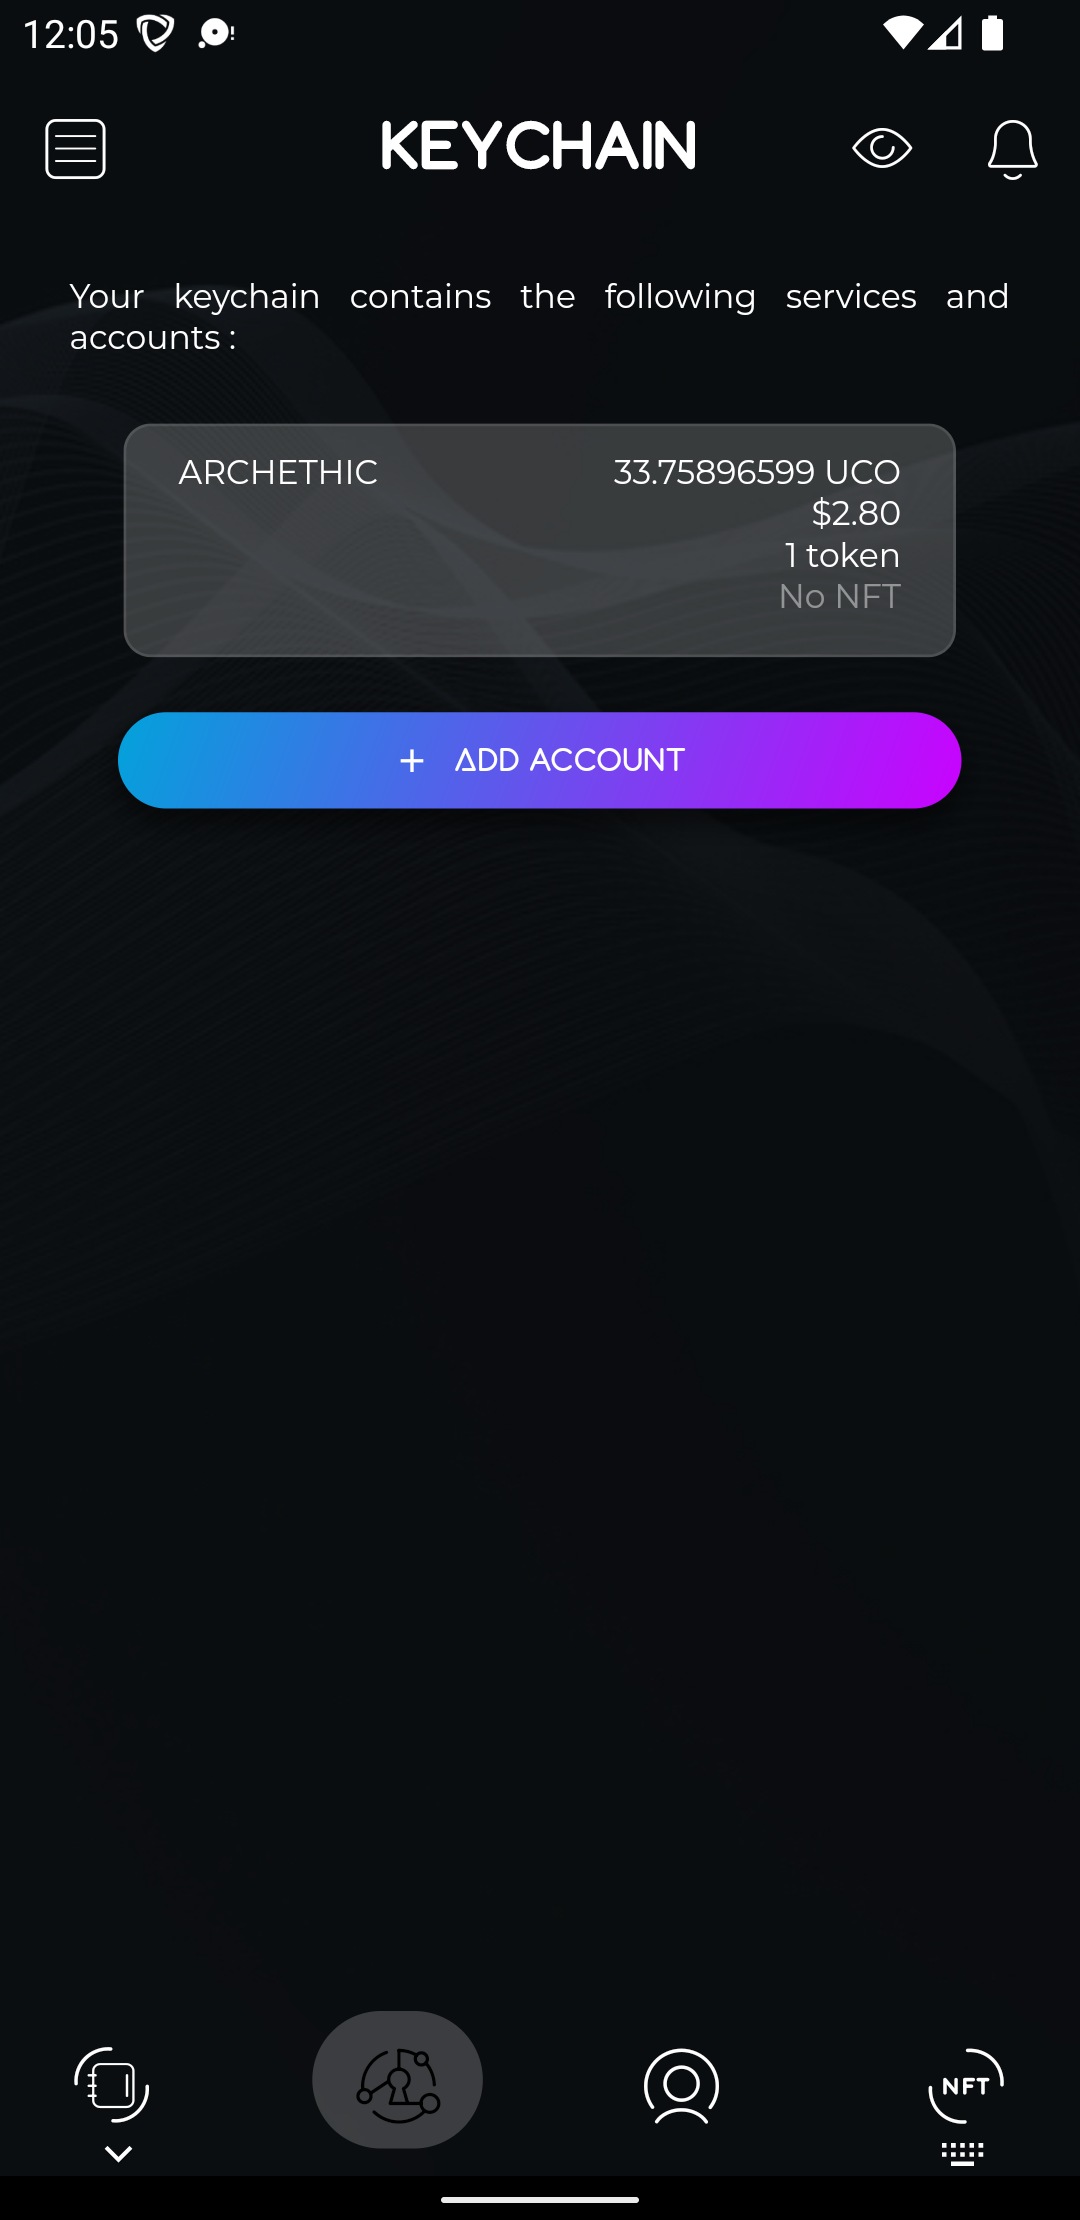 12:05
KEYCHAIN
Your keychain contains the following services and
accounts :
ARCHETHIC 33.75896599 UCO
$2.80
1 token
No NFT
+ ADD ACCOUNT
NFT